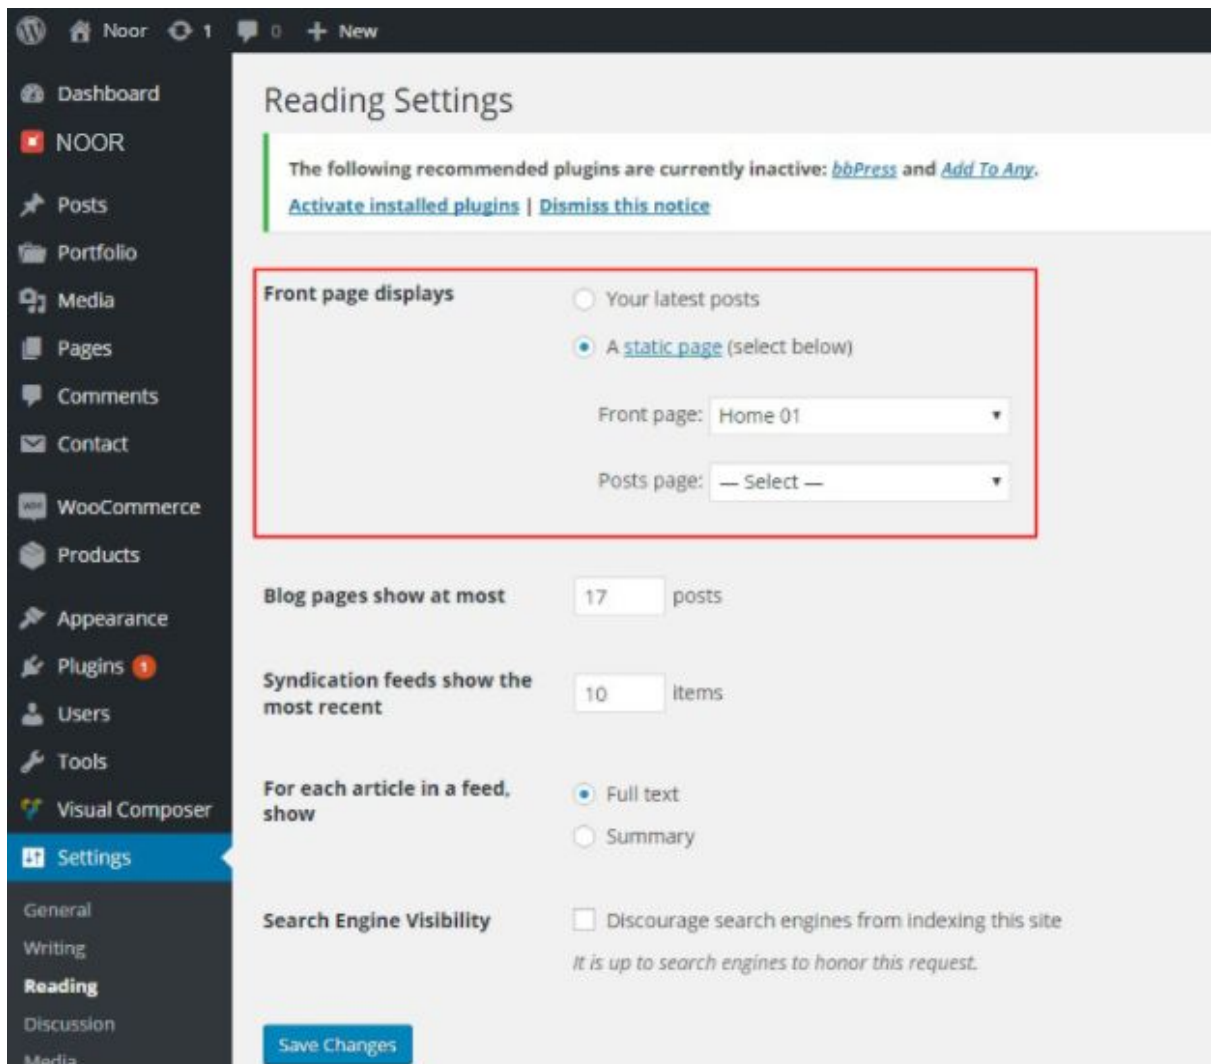 Noor 1 0 + New
Dashboard
NOOR
Posts
Portfolio
Media
Pages
Comments
Contact
WooCommerce
Products
Appearance
Plugins 1
Users
Tools
Visual Composer
Settings
General
Writing
Reading
Discussion
Media
Reading Settings
The following recommended plugins are currently inactive: bbPress and Add To Any.
Activate installed plugins | Dismiss this notice
Front page displays
Your latest posts
A static page (select below)
Front page: Home 01
Posts page: — Select —
Blog pages show at most 17 posts
Syndication feeds show the
most recent
10 items
For each article in a feed,
show
Full text
Summary
Search Engine Visibility
Discourage search engines from indexing this site
It is up to search engines to honor this request.
Save Changes